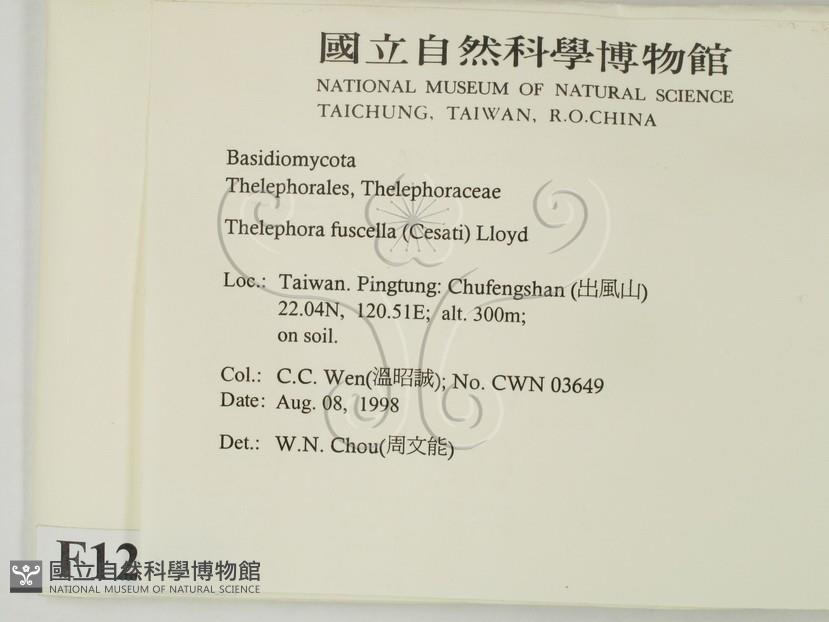 國立自然科學博物館
NATIONAL MUSEUM OF NATURAL SCIENCE
TAICHUNG, TAIWAN, R.O.CHINA
Basidiomycota
Thelephorales, Thelephoraceae
Thelephora fuscella (Cesati) Lloyd
Loc.: Taiwan. Pingtung: Chufengshan (出風山)
22.04N, 120.51E; alt. 300m;
on soil.
Col.: C.C. Wen(溫昭誠); No. CWN 03649
Date: Aug. 08, 1998
Det.: W.N. Chou(周文能)
F12
國立自然科學博物館
NATIONAL MUSEUM OF NATURAL SCIENCE